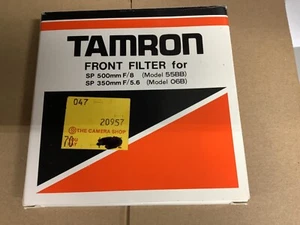 TAMRON
FRONT FILTER for
SP 500mm F/8 (Model 55BB)
SP 350mm F/5.6 (Model 06B)
047
20957
THE CAMERA SHOP
70